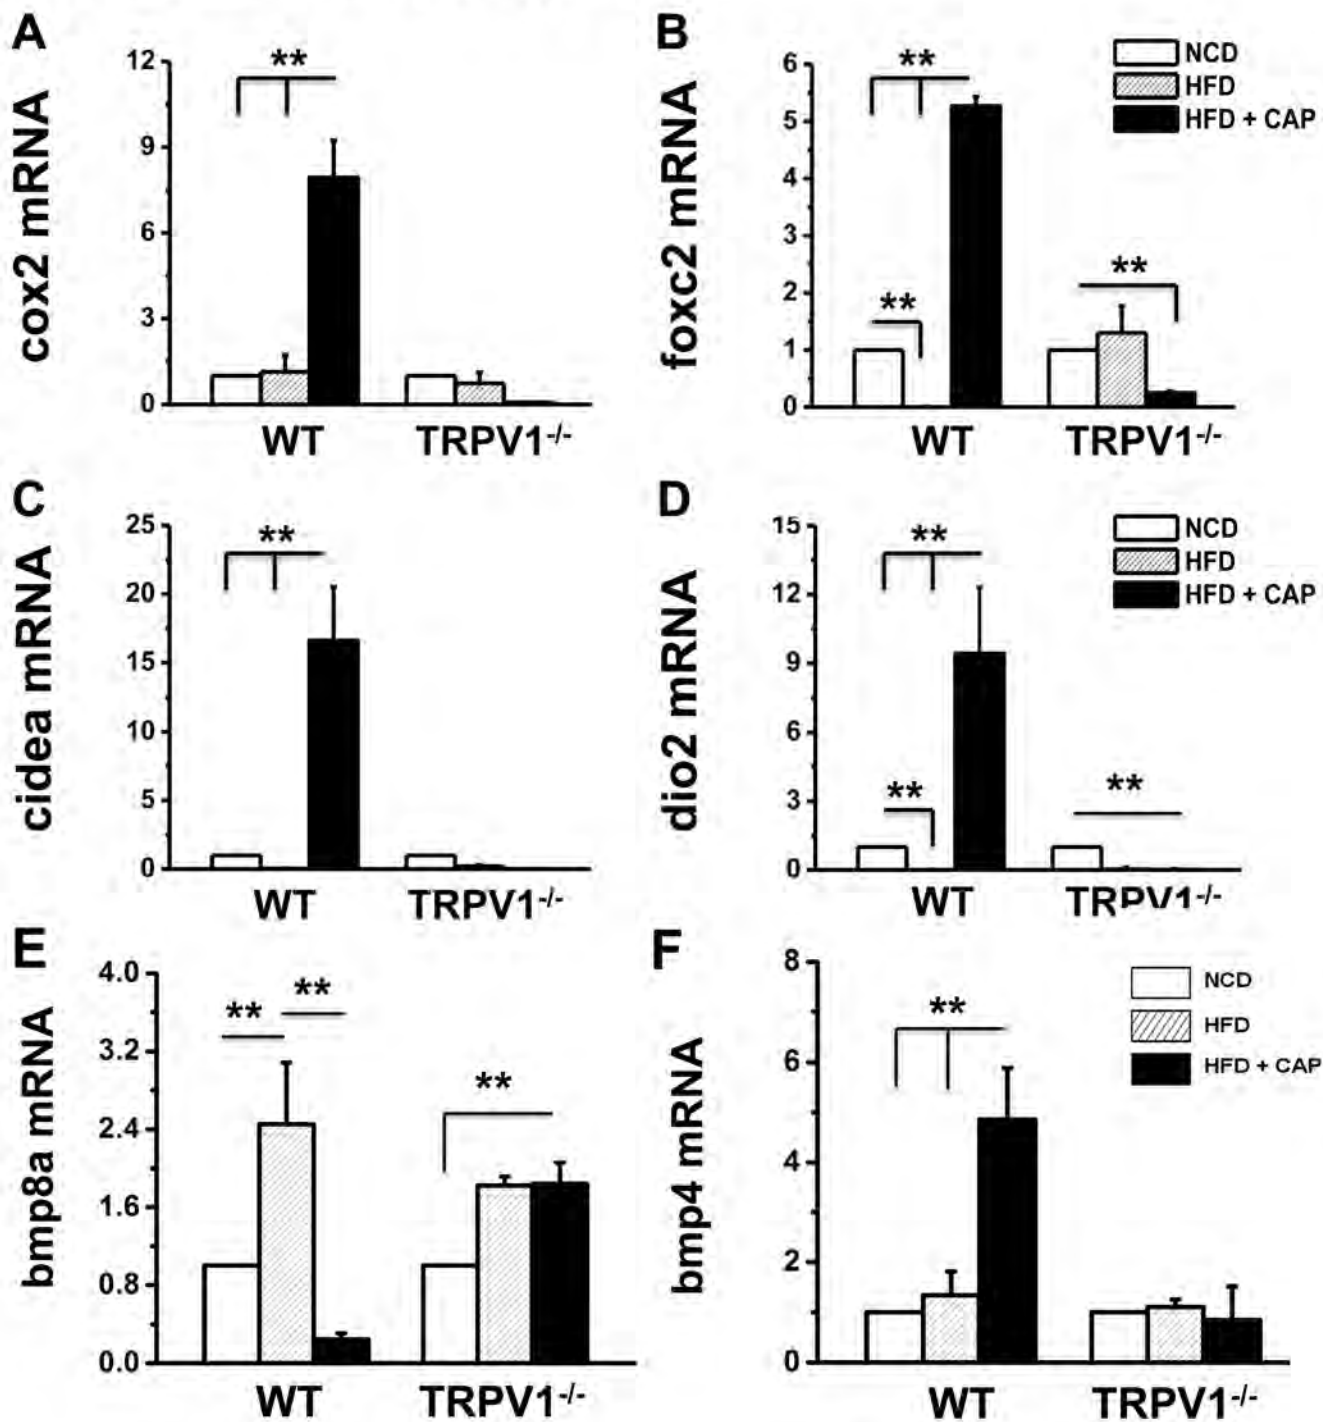 A
cox2 mRNA
12
9
6
3
0
**
WT
TRPV1-/-
B
foxc2 mRNA
6
5
4
3
2
1
0
**
**
**
WT
TRPV1-/-
NCD
HFD
HFD + CAP
C
cidea mRNA
25
20
15
10
5
0
**
WT
TRPV1-/-
D
dio2 mRNA
15
12
9
6
3
0
**
**
**
WT
TRPV1-/-
NCD
HFD
HFD + CAP
E
bmp8a mRNA
4.0
3.2
2.4
1.6
0.8
0.0
**
**
**
WT
TRPV1-/-
F
bmp4 mRNA
8
6
4
2
0
**
WT
TRPV1-/-
NCD
HFD
HFD + CAP